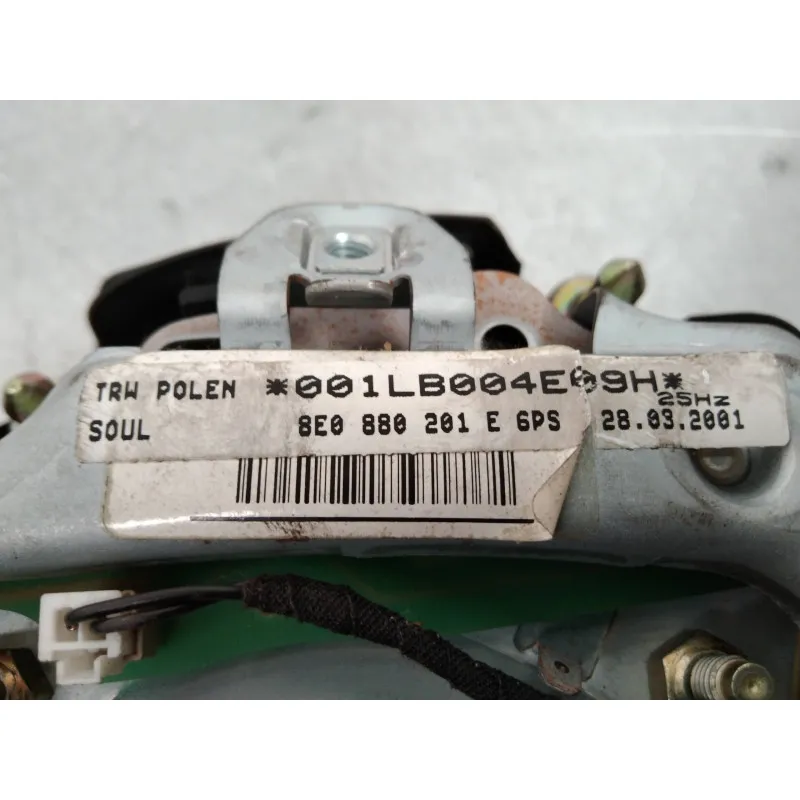 TRW POLEN *001LB004E09H*
25Hz
SOUL 8E0 880 201 E 6PS 28.03.2001